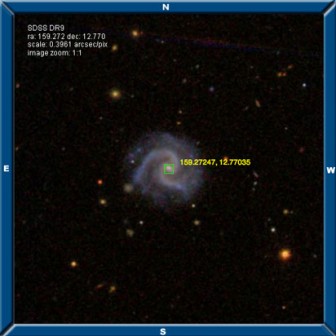 N
SDSS DR9
ra: 159.272 dec: 12.770
scale: 0.3961 arcsec/pix
image zoom: 1:1
159.27247, 12.77035
E
W
S